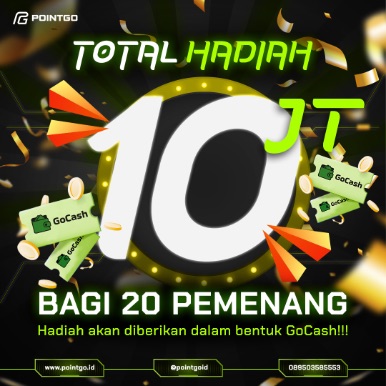 POINTGO
TOTAL HADIAH
10 JT
GoCash
GoCash
GoCash
GoCash
BAGI 20 PEMENANG
Hadiah akan diberikan dalam bentuk GoCash!!!
www.pointgo.id @pointgoid 088503585553